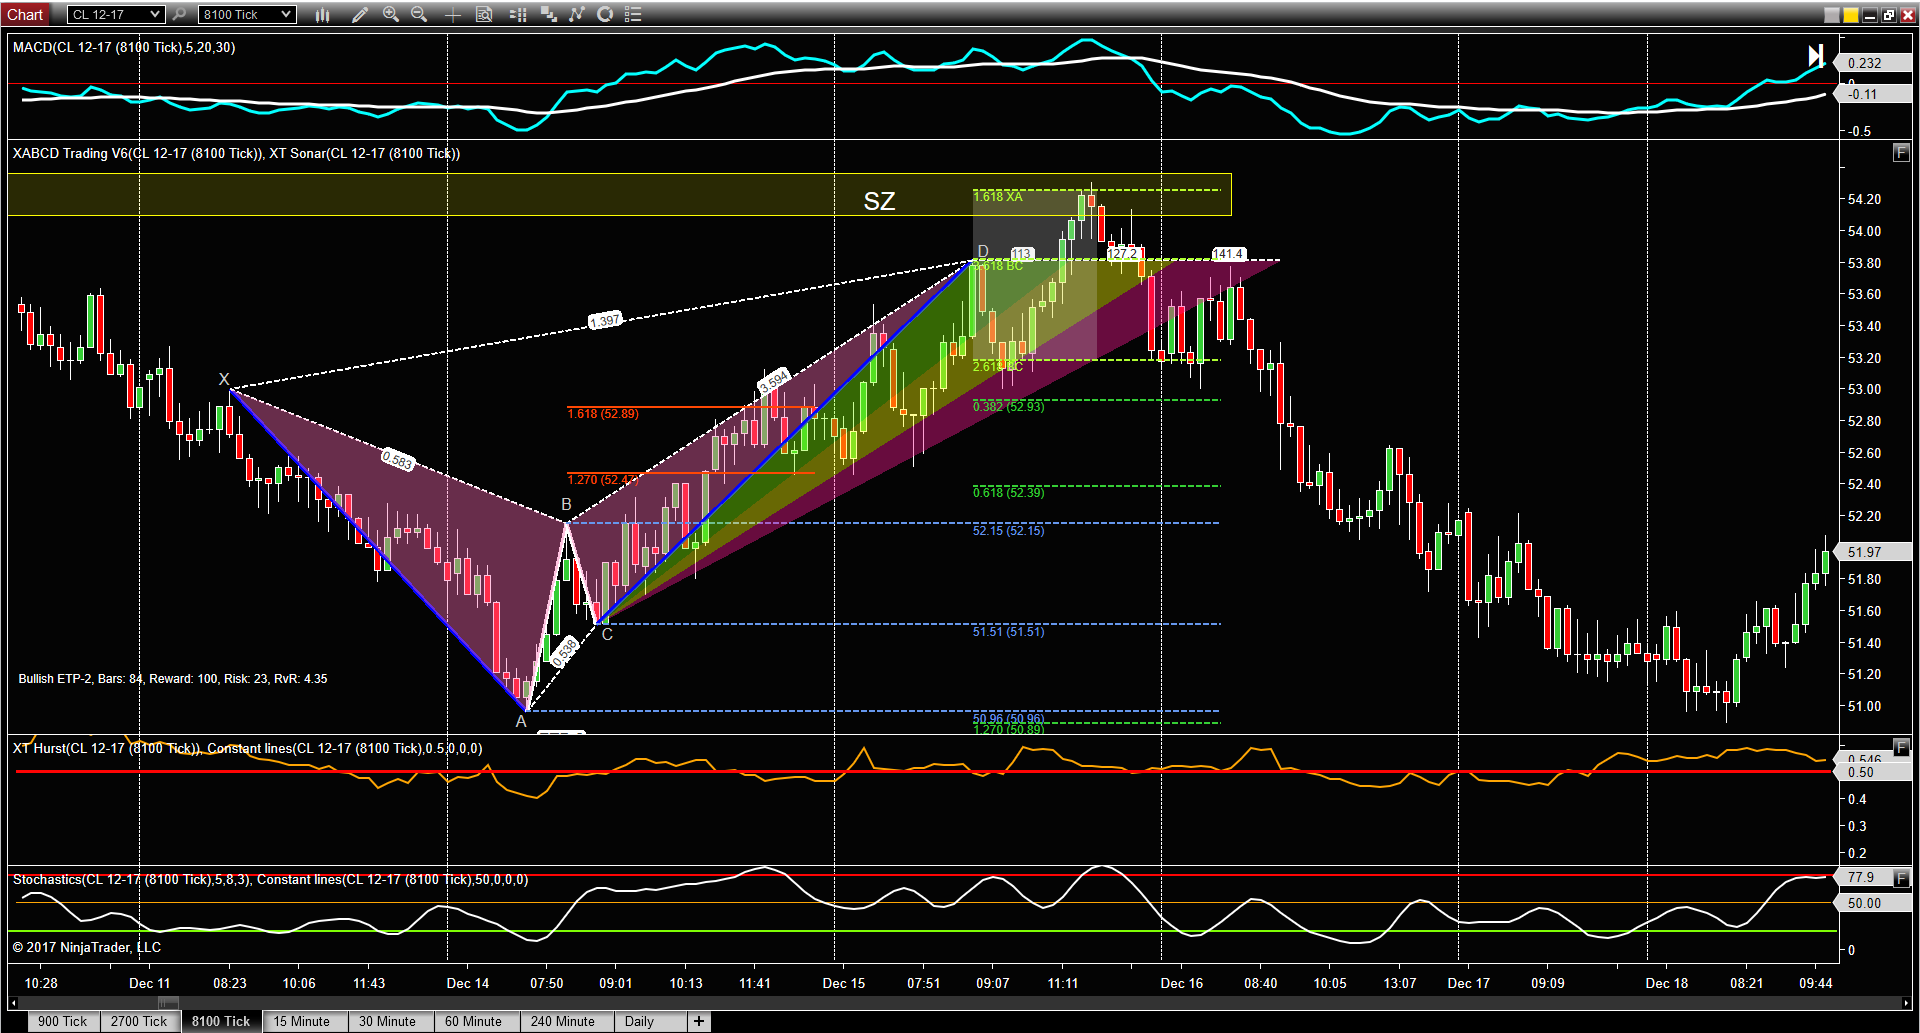 Chart CL 12-17 8100 Tick
MACD(CL 12-17 (8100 Tick),5,20,30)
0.232
0
-0.11
-0.5
XABCD Trading V6(CL 12-17 (8100 Tick)), XT Sonar(CL 12-17 (8100 Tick))
F
SZ
1.618 XA
54.20
54.00
D
113
127.2
141.4
3.618 BC
53.80
53.60
1.397
53.40
53.20
2.618 BC
X
3.594
53.00
0.382 (52.93)
1.618 (52.89)
52.80
0.583
52.60
1.270 (52.47)
52.40
0.618 (52.39)
B
52.20
52.15 (52.15)
51.97
51.80
51.60
C
51.51 (51.51)
0.538
51.40
Bullish ETP-2, Bars: 84, Reward: 100, Risk: 23, RvR: 4.35
51.20
51.00
A
50.96 (50.96)
1.270 (50.89)
XT Hurst(CL 12-17 (8100 Tick)), Constant lines(CL 12-17 (8100 Tick),0.5,0,0,0)
F
0.546
0.50
0.4
0.3
0.2
Stochastics(CL 12-17 (8100 Tick),5,8,3), Constant lines(CL 12-17 (8100 Tick),50,0,0,0)
77.9
F
50.00
© 2017 NinjaTrader, LLC
0
10:28 Dec 11 08:23 10:06 11:43 Dec 14 07:50 09:01 10:13 11:41 Dec 15 07:51 09:07 11:11 Dec 16 08:40 10:05 13:07 Dec 17 09:09 Dec 18 08:21 09:44
900 Tick 2700 Tick 8100 Tick 15 Minute 30 Minute 60 Minute 240 Minute Daily +